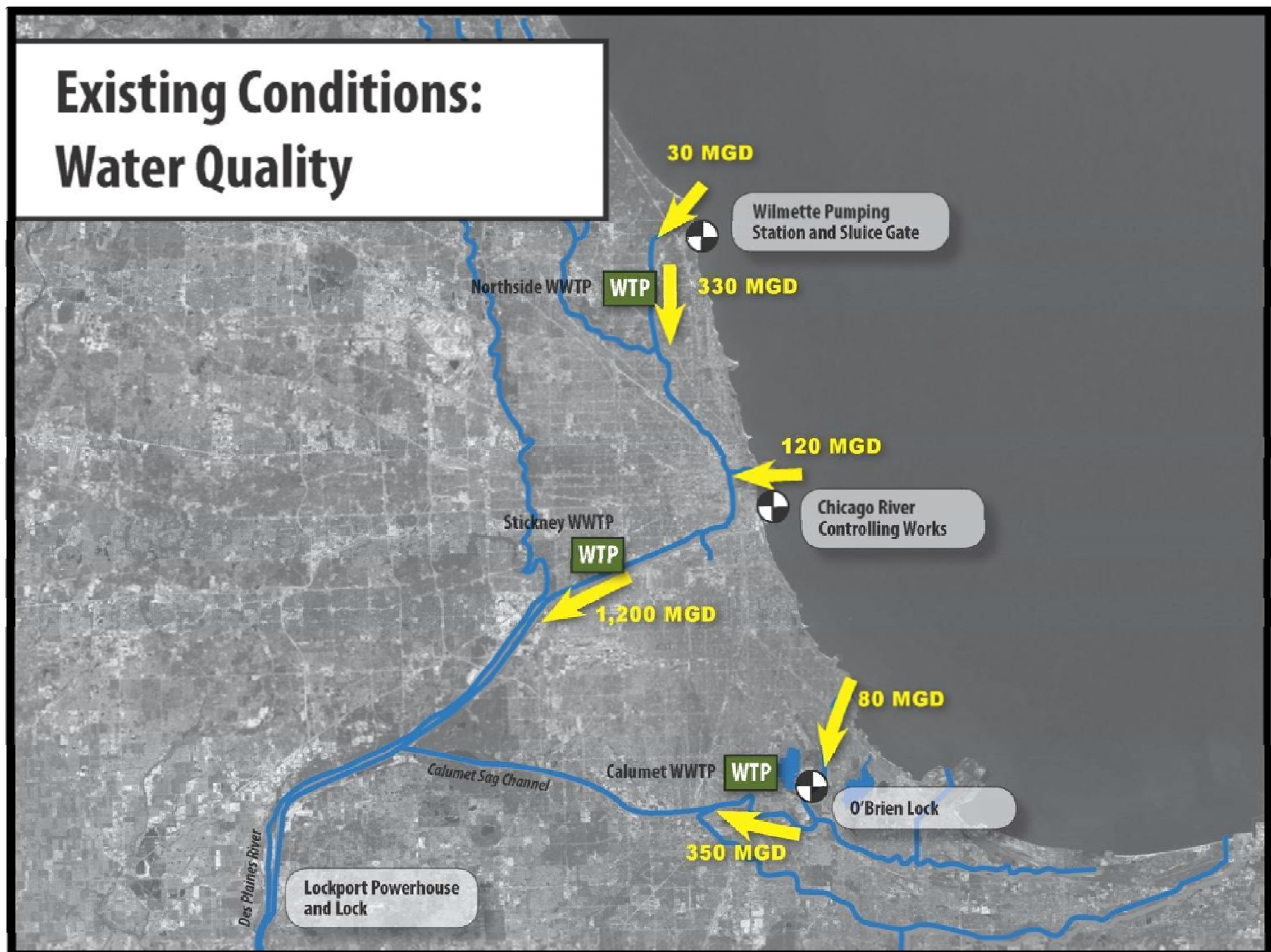 Existing Conditions:
Water Quality
30 MGD
Wilmette Pumping
Station and Sluice Gate
Northside WWTP
WTP
330 MGD
120 MGD
Chicago River
Controlling Works
Stickney WWTP
WTP
1,200 MGD
80 MGD
Calumet Sag Channel
Calumet WWTP
WTP
O'Brien Lock
350 MGD
Des Plaines River
Lockport Powerhouse
and Lock